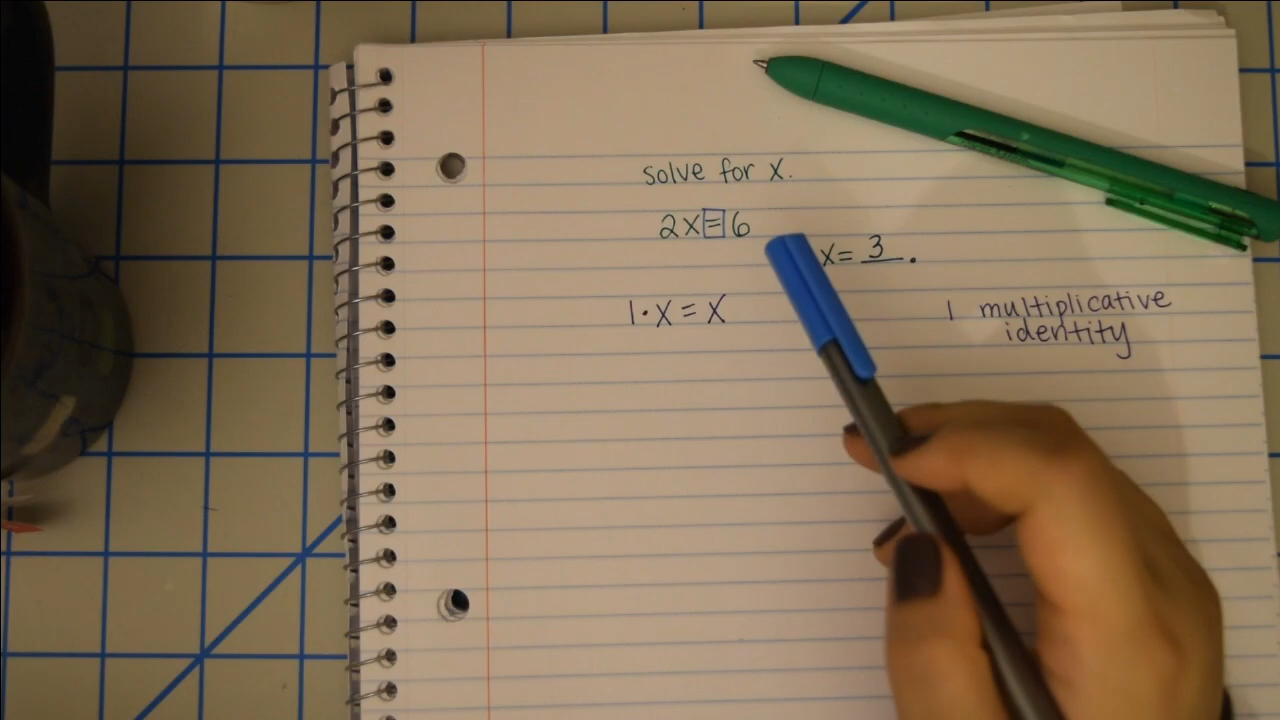 solve for x.
2x=6
x= 3.
1·x=x
1 multiplicative
identity